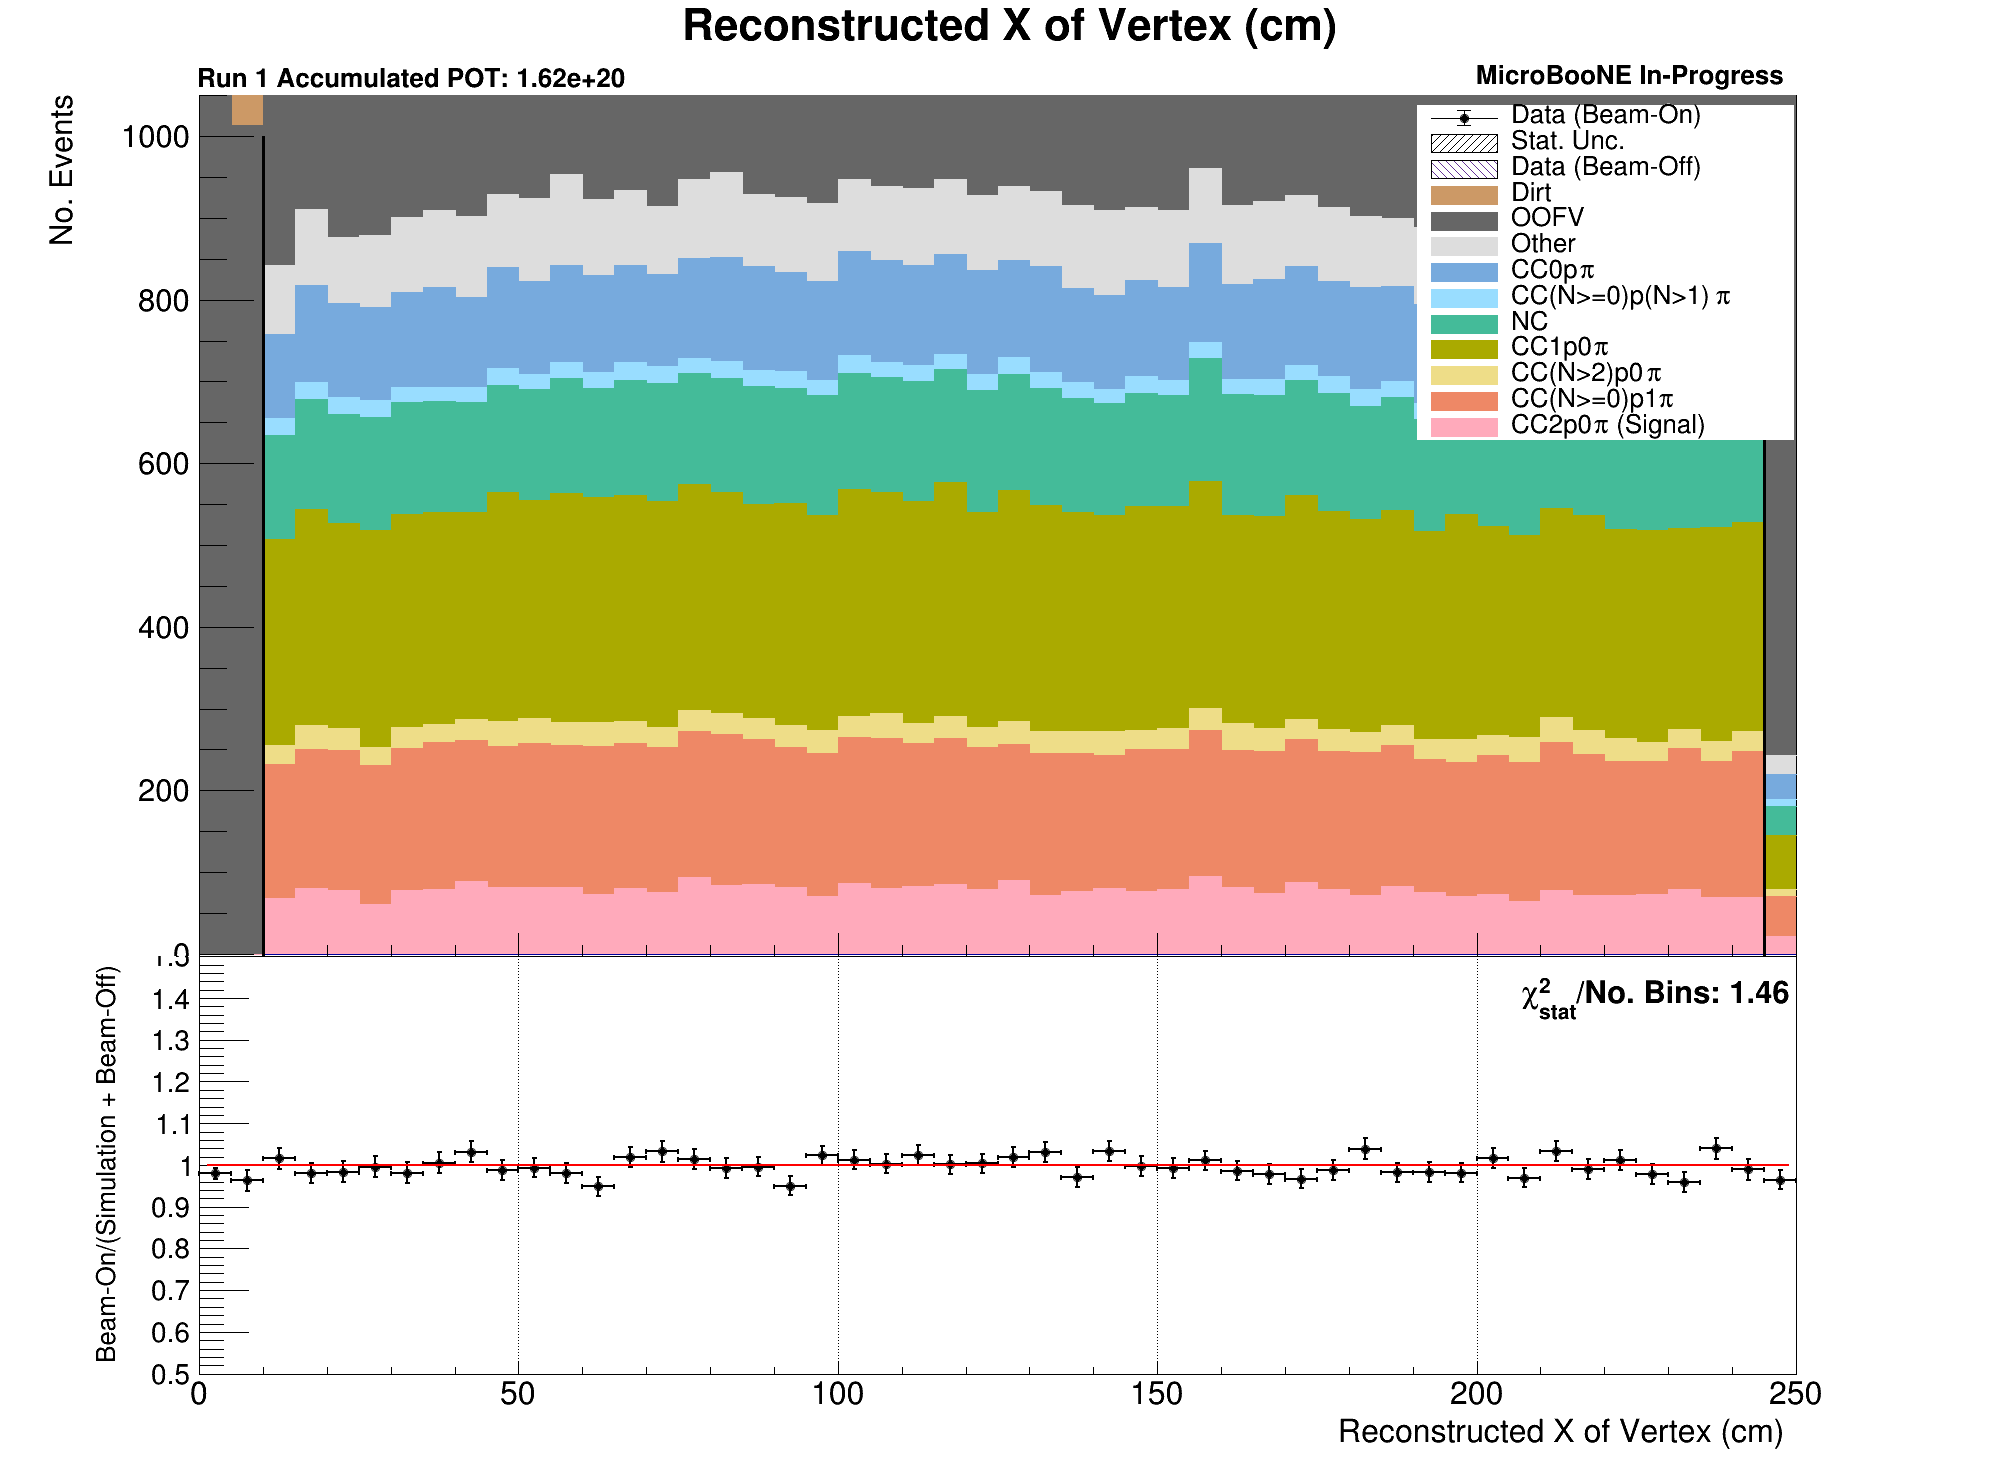 Reconstructed X of Vertex (cm)
Run 1 Accumulated POT: 1.62e+20
MicroBooNE In-Progress
No. Events
1000
800
600
400
200
0
Data (Beam-On)
Stat. Unc.
Data (Beam-Off)
Dirt
OOFV
Other
CC0pπ
CC(N>=0)p(N>1) π
NC
CC1p0π
CC(N>2)p0π
CC(N>=0)p1π
CC2p0π (Signal)
Beam-On/(Simulation + Beam-Off)
1.5
1.4
1.3
1.2
1.1
1
0.9
0.8
0.7
0.6
0.5
χ²stat/No. Bins: 1.46
0 50 100 150 200 250
Reconstructed X of Vertex (cm)